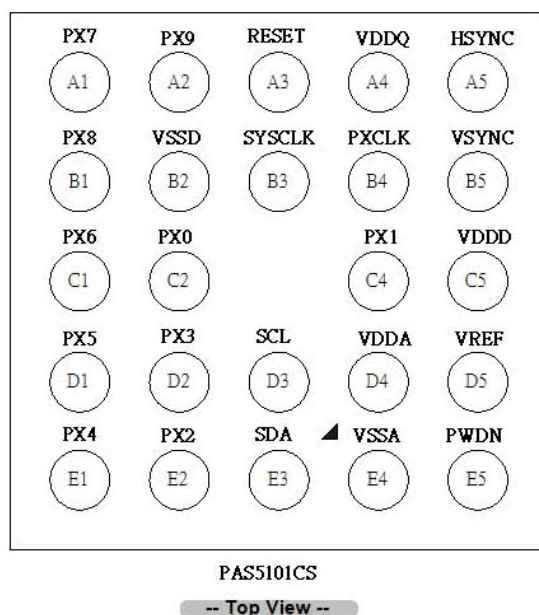 PX7 PX9 RESET VDDQ HSYNC
A1 A2 A3 A4 A5
PX8 VSSD SYSCLK PXCLK VSYNC
B1 B2 B3 B4 B5
PX6 PX0 PX1 VDDD
C1 C2 C4 C5
PX5 PX3 SCL VDDA VREF
D1 D2 D3 D4 D5
PX4 PX2 SDA VSSA PWDN
E1 E2 E3 E4 E5
PAS5101CS
-- Top View --